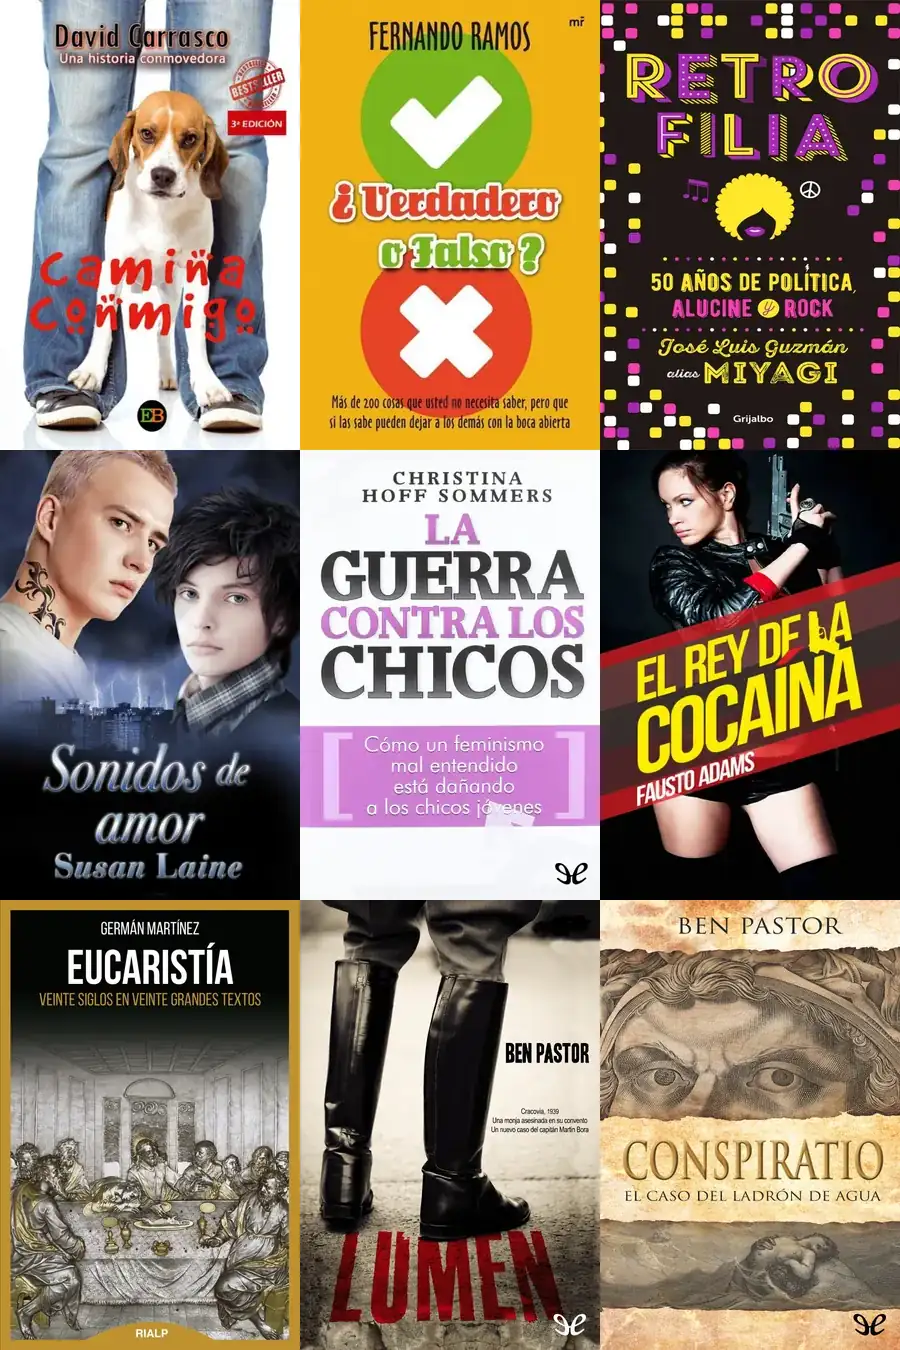 David Carrasco
Una historia conmovedora
BESTSELLER
3ª EDICIÓN
Camina
Conmigo
EB
FERNANDO RAMOS
mr
¿Verdadero
o Falso?
Más de 200 cosas que usted no necesita saber, pero que
si las sabe pueden dejar a los demás con la boca abierta
RETRO
FILIA
50 AÑOS DE POLÍTICA,
ALUCINE Y ROCK
José Luis Guzmán
alias MIYAGI
Grijalbo
Sonidos de
amor
Susan Laine
CHRISTINA
HOFF SOMMERS
LA
GUERRA
CONTRA LOS
CHICOS
Cómo un feminismo
mal entendido
está dañando
a los chicos jóvenes
EL REY DE LA
COCAÍNA
FAUSTO ADAMS
GERMÁN MARTÍNEZ
EUCARISTÍA
VEINTE SIGLOS EN VEINTE GRANDES TEXTOS
RIALP
BEN PASTOR
Cracovia, 1939
Una monja asesinada en su convento
Un nuevo caso del capitán Martin Bora
LUMEN
BEN PASTOR
CONSPIRATIO
EL CASO DEL LADRÓN DE AGUA